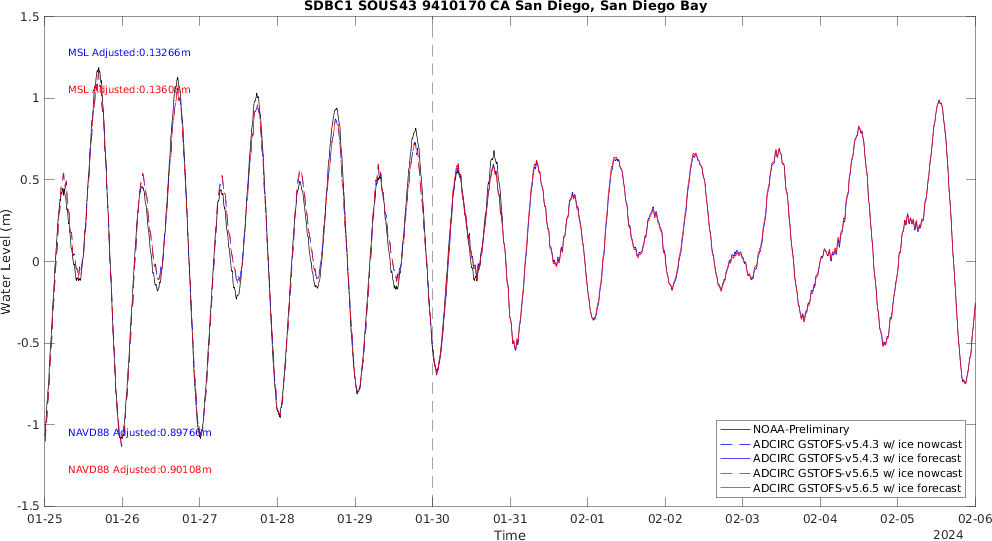 SDBC1 SOUS43 9410170 CA San Diego, San Diego Bay
1.5
1
0.5
0
-0.5
-1
-1.5
Water Level (m)
MSL Adjusted:0.13266m
MSL Adjusted:0.1360
NAVD88 Adjusted:0.89766m
NAVD88 Adjusted:0.90108m
NOAA-Preliminary
ADCIRC GSTOFS-v5.4.3 w/ ice nowcast
ADCIRC GSTOFS-v5.4.3 w/ ice forecast
ADCIRC GSTOFS-v5.6.5 w/ ice nowcast
ADCIRC GSTOFS-v5.6.5 w/ ice forecast
01-25 01-26 01-27 01-28 01-29 01-30 01-31 02-01 02-02 02-03 02-04 02-05 02-06
Time
2024